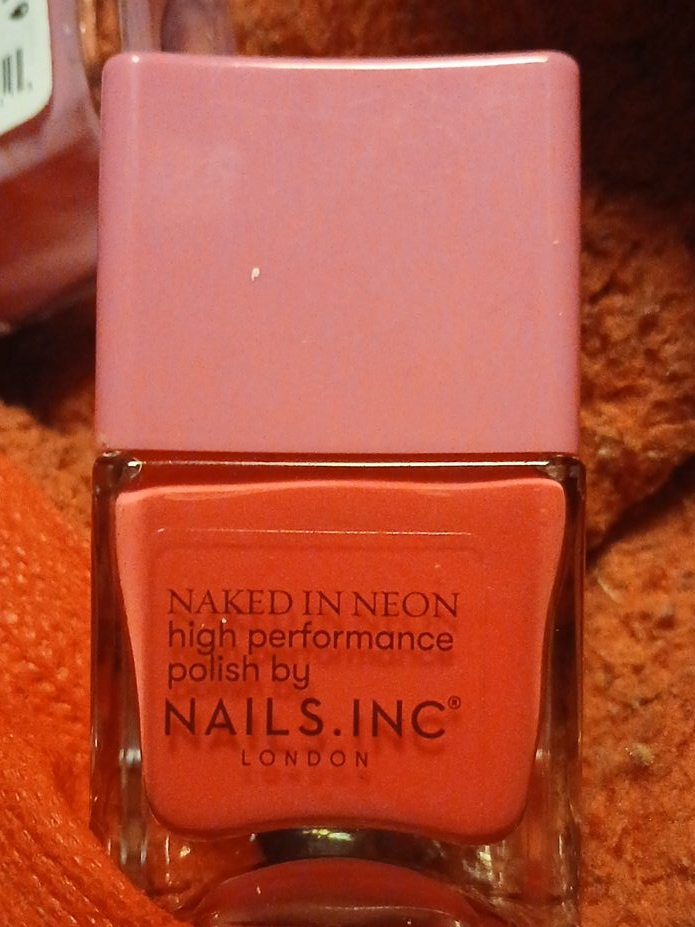 NAKED IN NEON
high performance
polish by
NAILS.INC®
LONDON